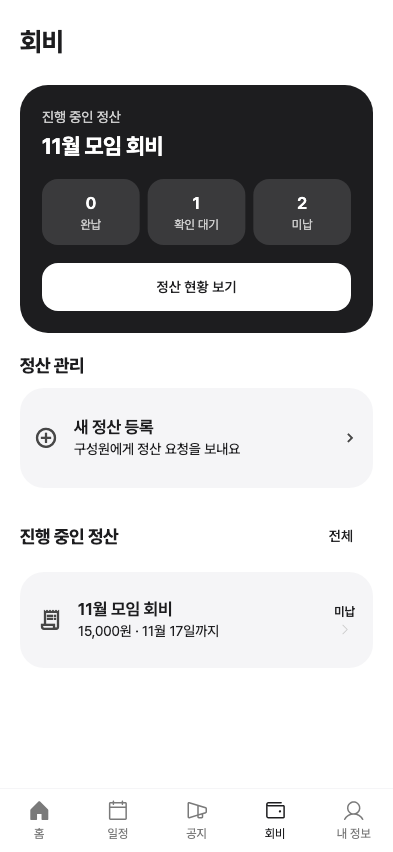 회비
진행 중인 정산
11월 모임 회비
0
완납
1
확인 대기
2
미납
정산 현황 보기
정산 관리
새 정산 등록
구성원에게 정산 요청을 보내요
진행 중인 정산
전체
11월 모임 회비
15,000원 · 11월 17일까지
미납
홈
일정
공지
회비
내 정보